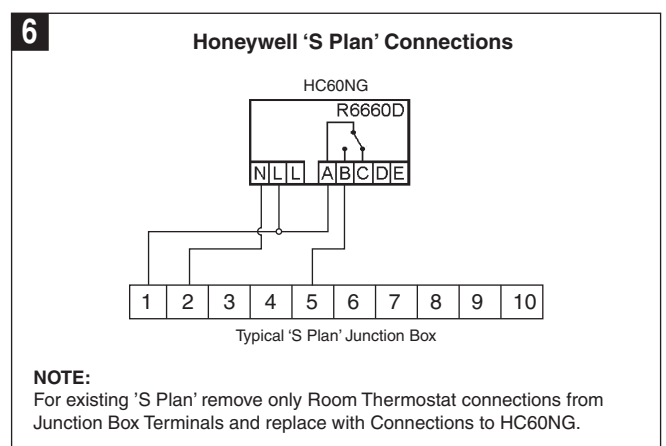 6
Honeywell ‘S Plan’ Connections
HC60NG
R6660D
N L L A B C D E
1 2 3 4 5 6 7 8 9 10
Typical ‘S Plan’ Junction Box
NOTE:
For existing ’S Plan’ remove only Room Thermostat connections from
Junction Box Terminals and replace with Connections to HC60NG.